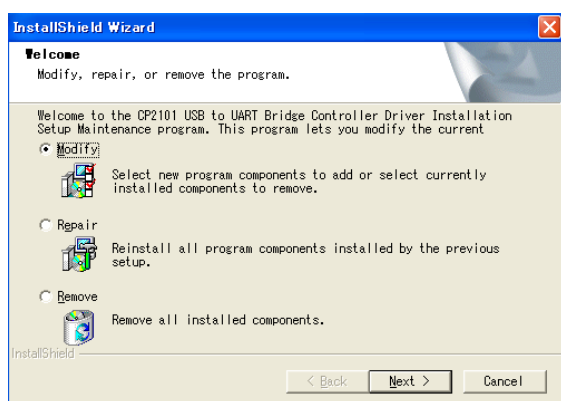 InstallShield Wizard
Welcome
Modify, repair, or remove the program.
Welcome to the CP2101 USB to UART Bridge Controller Driver Installation
Setup Maintenance program. This program lets you modify the current
Modify
Select new program components to add or select currently
installed components to remove.
Repair
Reinstall all program components installed by the previous
setup.
Remove
Remove all installed components.
InstallShield
< Back
Next >
Cancel